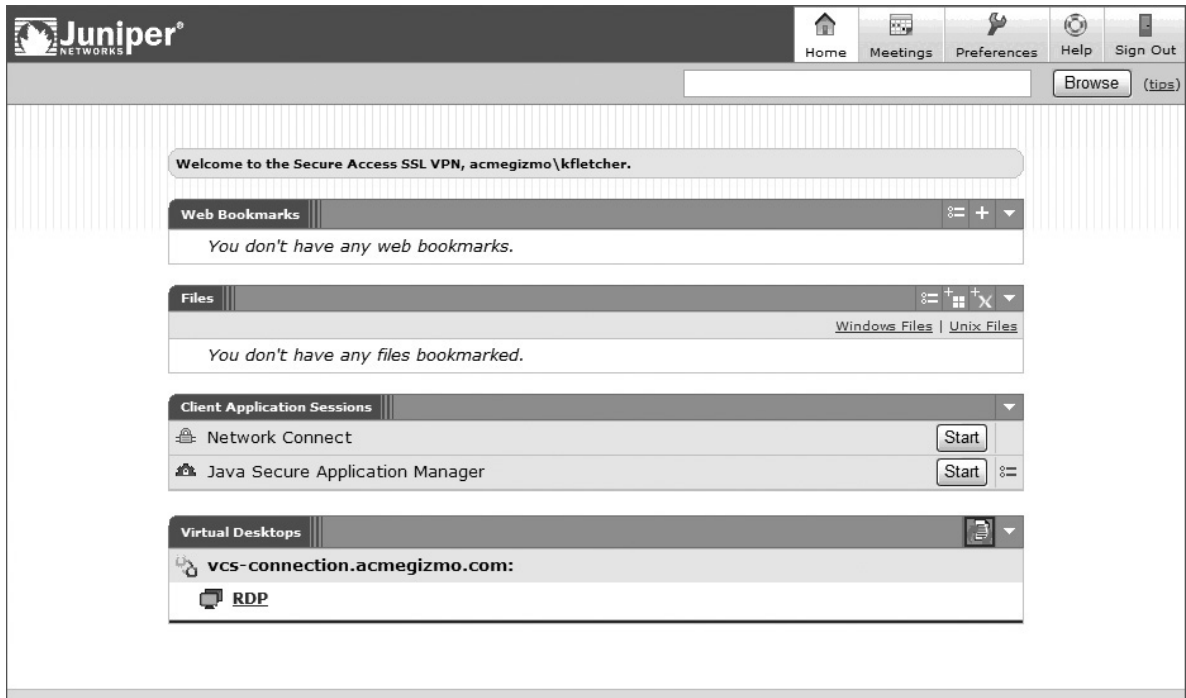 Juniper®
NETWORKS
Home
Meetings
Preferences
Help
Sign Out
Browse
(tips)
Welcome to the Secure Access SSL VPN, acmegizmo\kfletcher.
Web Bookmarks
You don't have any web bookmarks.
Files
Windows Files | Unix Files
You don't have any files bookmarked.
Client Application Sessions
Network Connect
Start
Java Secure Application Manager
Start
Virtual Desktops
vcs-connection.acmegizmo.com:
RDP